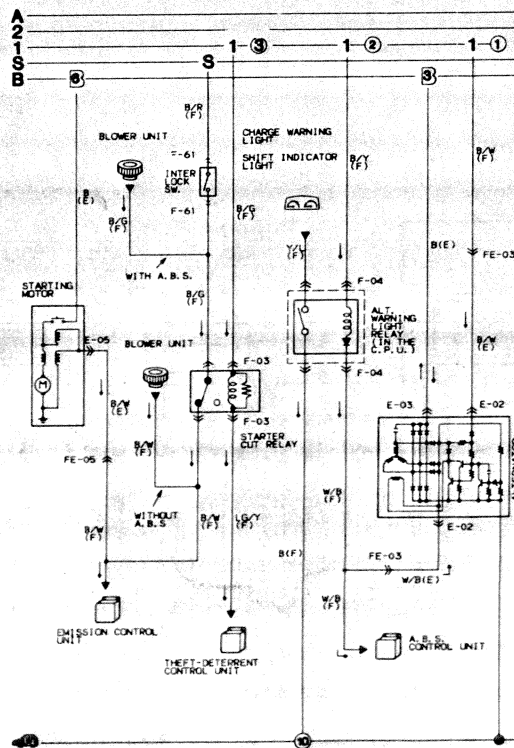 A
2
1
S
B
6
S
1 3
1 2
3
1 1
B/R
(F)
BLOWER UNIT
F-61
INTER
LOCK
SW.
F-61
CHARGE WARNING
LIGHT
SHIFT INDICATOR
LIGHT
B/Y
(F)
B/W
(F)
(E)
B/G
(F)
B/G
(F)
Y/L
(F)
B(E)
FE-03
WITH A.B.S.
F-04
STARTING
MOTOR
B/G
(F)
ALT.
WARNING
LIGHT
RELAY
(IN THE
C.P.U.)
B/W
(E)
E-05
BLOWER UNIT
F-03
F-04
M
B/W
(E)
F-03
STARTER
CUT RELAY
E-03
E-02
B/W
(F)
FE-05
ALTERNATOR
WITHOUT
A.B.S
B/W
(F)
B/W
(F)
LG/Y
(F)
W/B
(F)
E-02
B(F)
FE-03
W/B(E)
W/B
(F)
EMISSION CONTROL
UNIT
THEFT-DETERRENT
CONTROL UNIT
A.B.S.
CONTROL UNIT
10